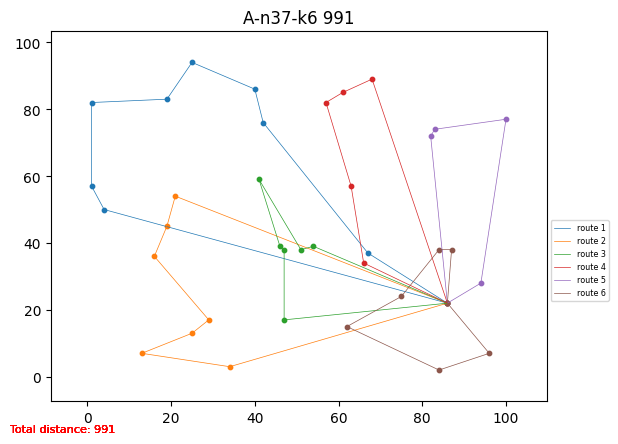 A-n37-k6 991
100
80
60
40
20
0
0 20 40 60 80 100
route 1
route 2
route 3
route 4
route 5
route 6
Total distance: 991